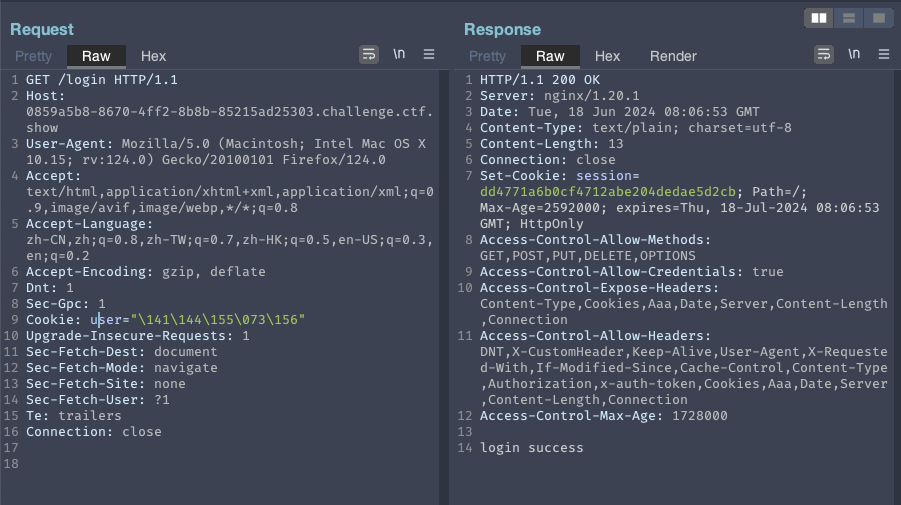 Request
Pretty Raw Hex \n
1 GET /login HTTP/1.1
2 Host:
0859a5b8-8670-4ff2-8b8b-85215ad25303.challenge.ctf.
show
3 User-Agent: Mozilla/5.0 (Macintosh; Intel Mac OS X
10.15; rv:124.0) Gecko/20100101 Firefox/124.0
4 Accept:
text/html,application/xhtml+xml,application/xml;q=0
.9,image/avif,image/webp,*/*;q=0.8
5 Accept-Language:
zh-CN,zh;q=0.8,zh-TW;q=0.7,zh-HK;q=0.5,en-US;q=0.3,
en;q=0.2
6 Accept-Encoding: gzip, deflate
7 Dnt: 1
8 Sec-Gpc: 1
9 Cookie: user="\141\144\155\073\156"
10 Upgrade-Insecure-Requests: 1
11 Sec-Fetch-Dest: document
12 Sec-Fetch-Mode: navigate
13 Sec-Fetch-Site: none
14 Sec-Fetch-User: ?1
15 Te: trailers
16 Connection: close
17
18
Response
Pretty Raw Hex Render \n
1 HTTP/1.1 200 OK
2 Server: nginx/1.20.1
3 Date: Tue, 18 Jun 2024 08:06:53 GMT
4 Content-Type: text/plain; charset=utf-8
5 Content-Length: 13
6 Connection: close
7 Set-Cookie: session=
dd4771a6b0cf4712abe204dedae5d2cb; Path=/;
Max-Age=2592000; expires=Thu, 18-Jul-2024 08:06:53
GMT; HttpOnly
8 Access-Control-Allow-Methods:
GET,POST,PUT,DELETE,OPTIONS
9 Access-Control-Allow-Credentials: true
10 Access-Control-Expose-Headers:
Content-Type,Cookies,Aaa,Date,Server,Content-Length
,Connection
11 Access-Control-Allow-Headers:
DNT,X-CustomHeader,Keep-Alive,User-Agent,X-Requeste
d-With,If-Modified-Since,Cache-Control,Content-Type
,Authorization,x-auth-token,Cookies,Aaa,Date,Server
,Content-Length,Connection
12 Access-Control-Max-Age: 1728000
13
14 login success